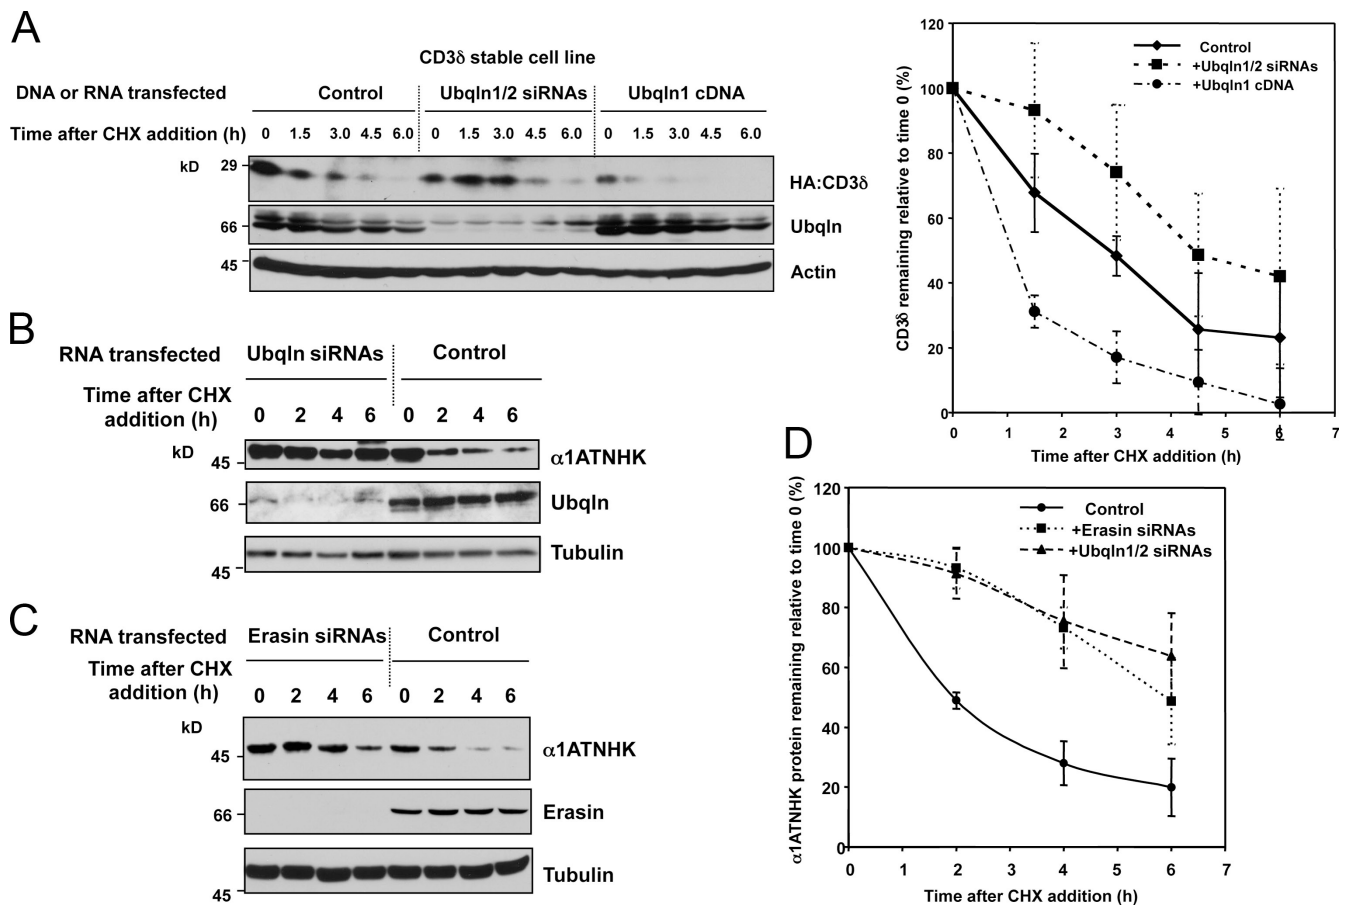 A
CD3δ stable cell line
DNA or RNA transfected Control Ubqln1/2 siRNAs Ubqln1 cDNA
Time after CHX addition (h) 0 1.5 3.0 4.5 6.0 0 1.5 3.0 4.5 6.0 0 1.5 3.0 4.5 6.0
kD 29 HA:CD3δ
66 Ubqln
45 Actin
120
100
80
60
40
20
0
0 1 2 3 4 5 6 7
CD3δ remaining relative to time 0 (%)
Time after CHX addition (h)
Control
+Ubqln1/2 siRNAs
+Ubqln1 cDNA
B
RNA transfected Ubqln siRNAs Control
Time after CHX
addition (h) 0 2 4 6 0 2 4 6
kD 45 α1ATNHK
66 Ubqln
45 Tubulin
C
RNA transfected Erasin siRNAs Control
Time after CHX
addition (h) 0 2 4 6 0 2 4 6
kD
45 α1ATNHK
66 Erasin
45 Tubulin
D
120
100
80
60
40
20
0
0 1 2 3 4 5 6 7
α1ATNHK protein remaining relative to time 0 (%)
Time after CHX addition (h)
Control
+Erasin siRNAs
+Ubqln1/2 siRNAs